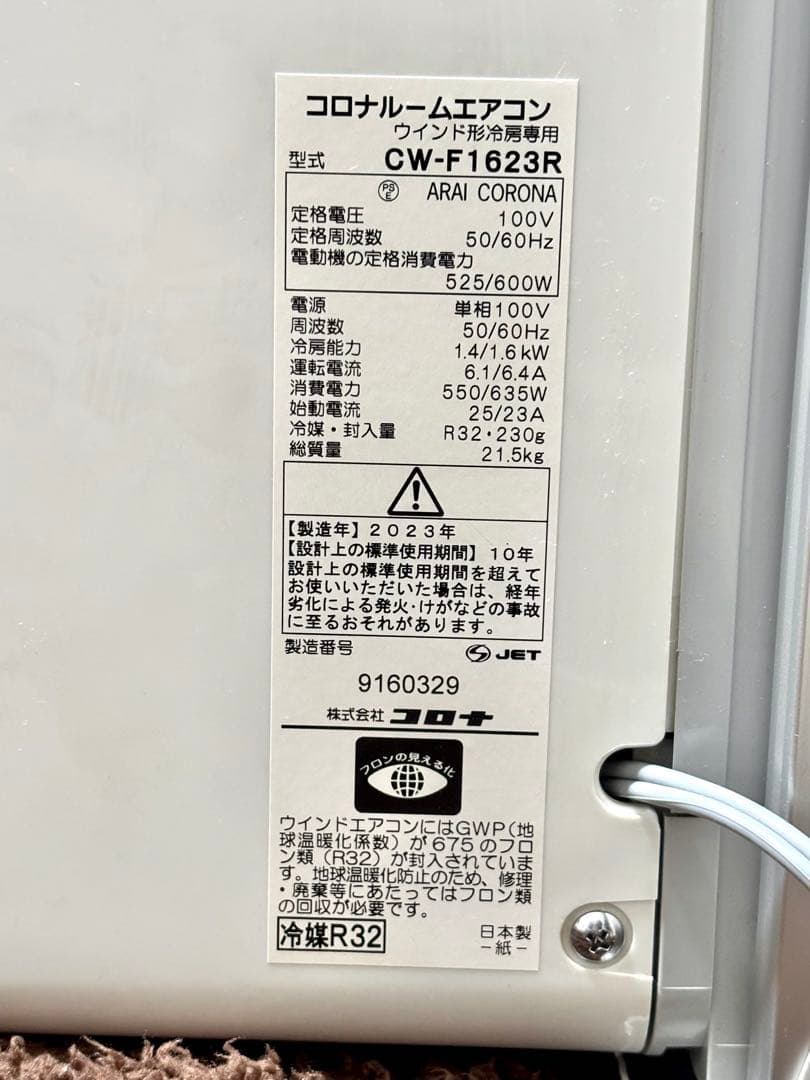 コロナルームエアコン
ウインド形冷房専用
型式 CW-F1623R
PSE ARAI CORONA
定格電圧 100V
定格周波数 50/60Hz
電動機の定格消費電力
525/600W
電源 単相100V
周波数 50/60Hz
冷房能力 1.4/1.6kW
運転電流 6.1/6.4A
消費電力 550/635W
始動電流 25/23A
冷媒・封入量 R32・230g
総質量 21.5kg
【製造年】2023年
【設計上の標準使用期間】10年
設計上の標準使用期間を超えて
お使いいただいた場合は、経年
劣化による発火・けがなどの事故
に至るおそれがあります。
製造番号 JET
9160329
株式会社 コロナ
フロンの見える化
ウインドエアコンにはGWP(地
球温暖化係数)が675のフロ
ン類(R32)が封入されていま
す。地球温暖化防止のため、修理
・廃棄等にあたってはフロン類
の回収が必要です。
冷媒R32 日本製
-紙-